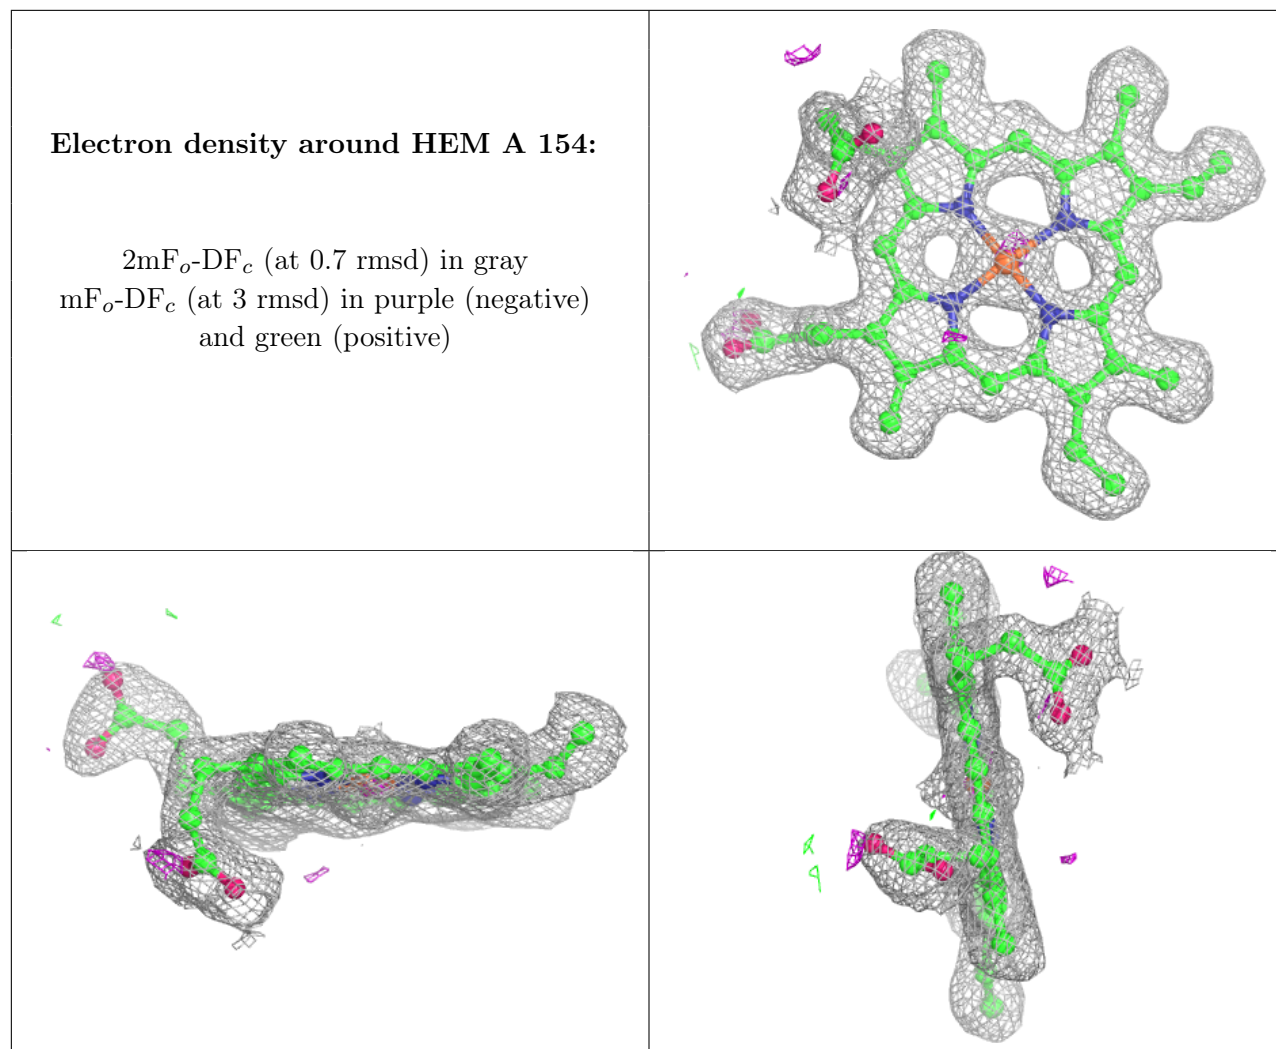 Electron density around HEM A 154:
2mFo-DFc (at 0.7 rmsd) in gray
mFo-DFc (at 3 rmsd) in purple (negative)
and green (positive)